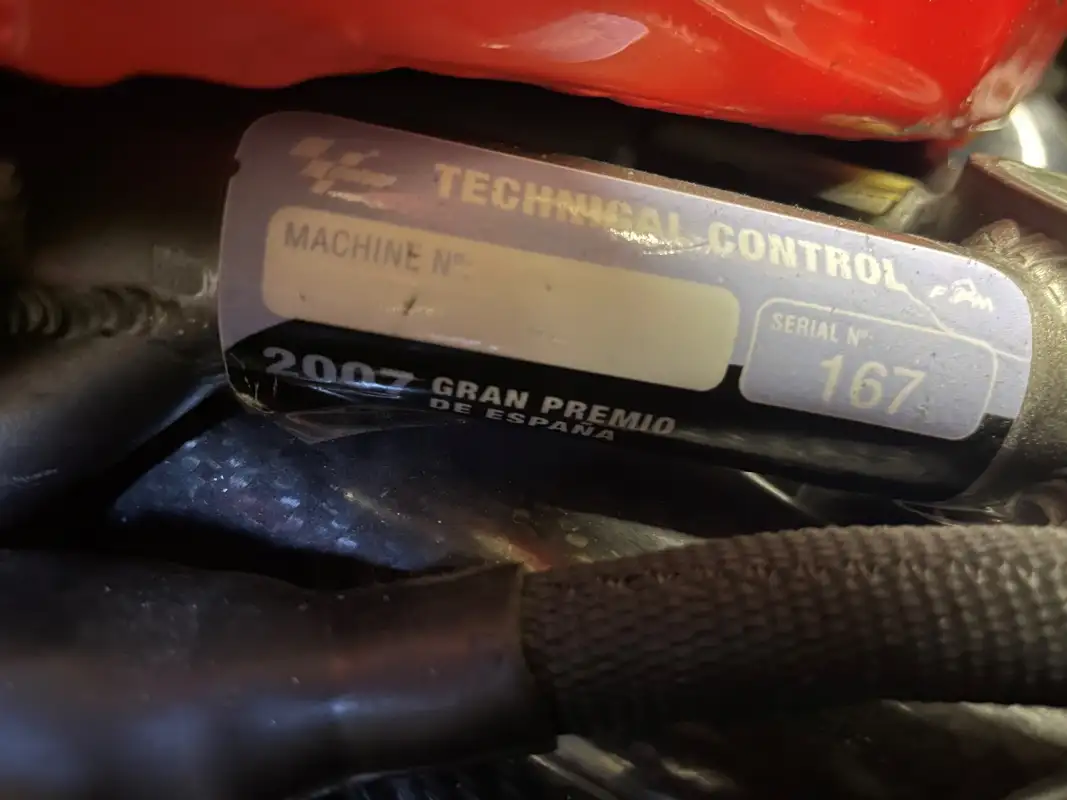 TECHNICAL CONTROL
FIM
MACHINE Nº:
SERIAL Nº:
167
2007 GRAN PREMIO
DE ESPAÑA